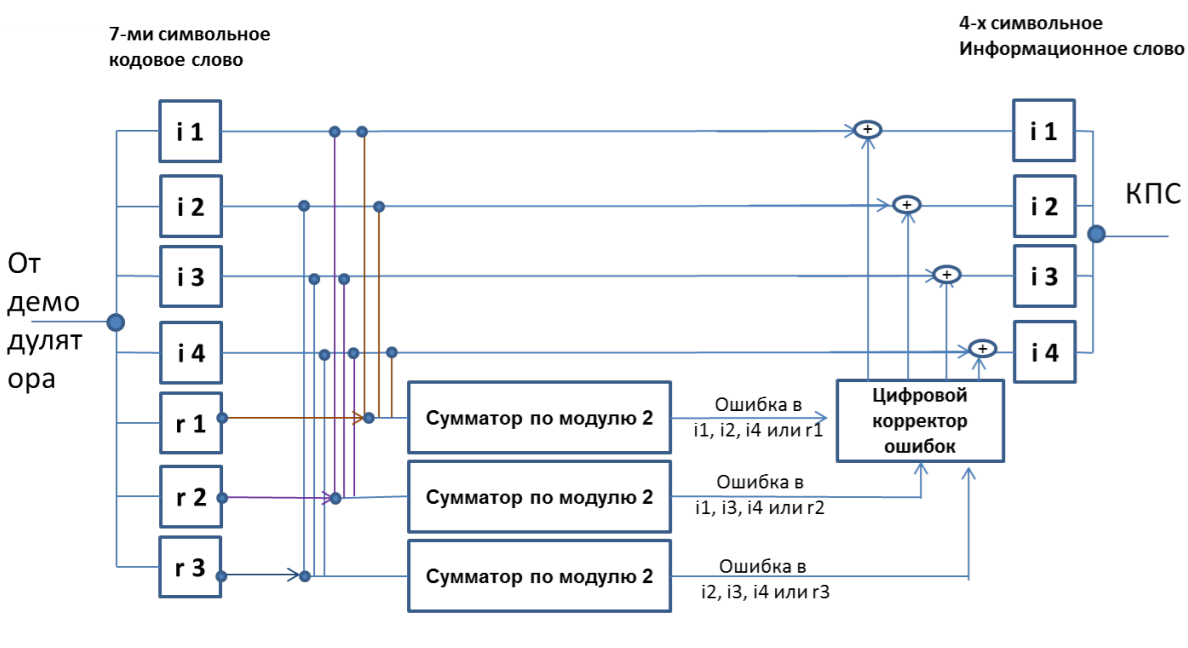 7-ми символьное
кодовое слово
4-х символьное
Информационное слово
i 1
i 1
i 2
i 2
КПС
От
демо
дулят
ора
i 3
i 3
i 4
i 4
r 1
Сумматор по модулю 2
Ошибка в
i1, i2, i4 или r1
Цифровой
корректор
ошибок
r 2
Сумматор по модулю 2
Ошибка в
i1, i3, i4 или r2
r 3
Сумматор по модулю 2
Ошибка в
i2, i3, i4 или r3
+
+
+
+